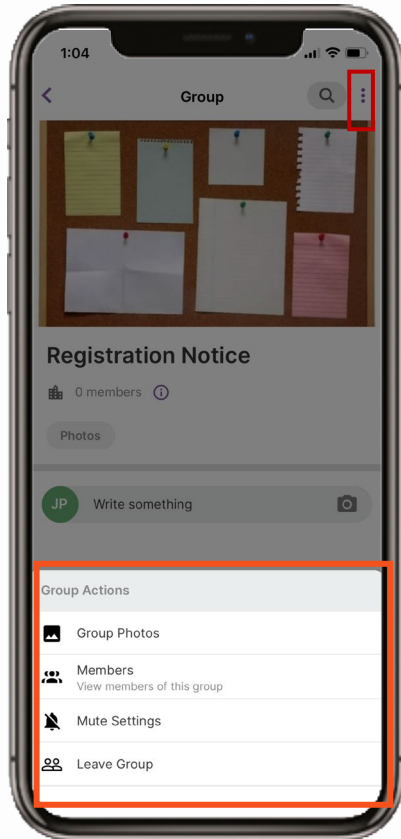 1:04
Group
Registration Notice
0 members
Photos
JP Write something
Group Actions
Group Photos
Members
View members of this group
Mute Settings
Leave Group